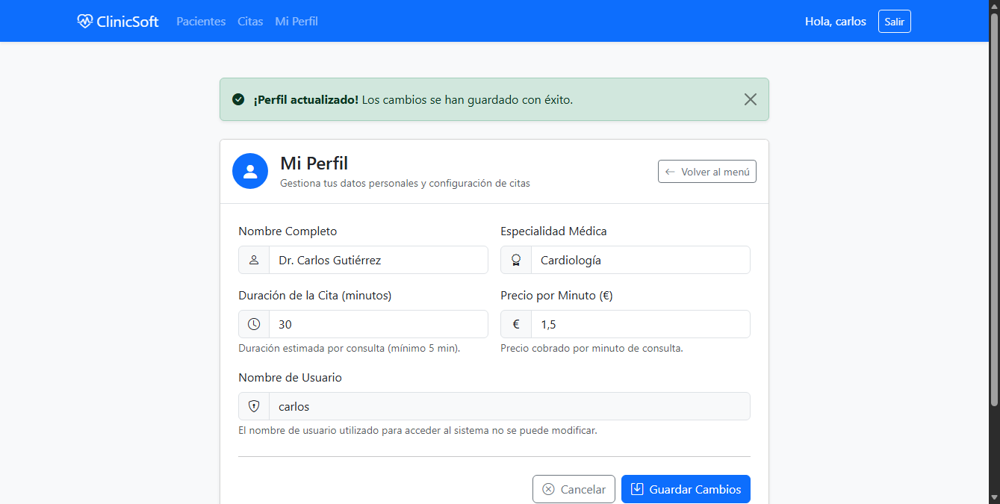 ClinicSoft Pacientes Citas Mi Perfil Hola, carlos Salir
¡Perfil actualizado! Los cambios se han guardado con éxito.
Mi Perfil
Gestiona tus datos personales y configuración de citas
Volver al menú
Nombre Completo
Dr. Carlos Gutiérrez
Especialidad Médica
Cardiología
Duración de la Cita (minutos)
30
Duración estimada por consulta (mínimo 5 min).
Precio por Minuto (€)
€ 1,5
Precio cobrado por minuto de consulta.
Nombre de Usuario
carlos
El nombre de usuario utilizado para acceder al sistema no se puede modificar.
Cancelar
Guardar Cambios